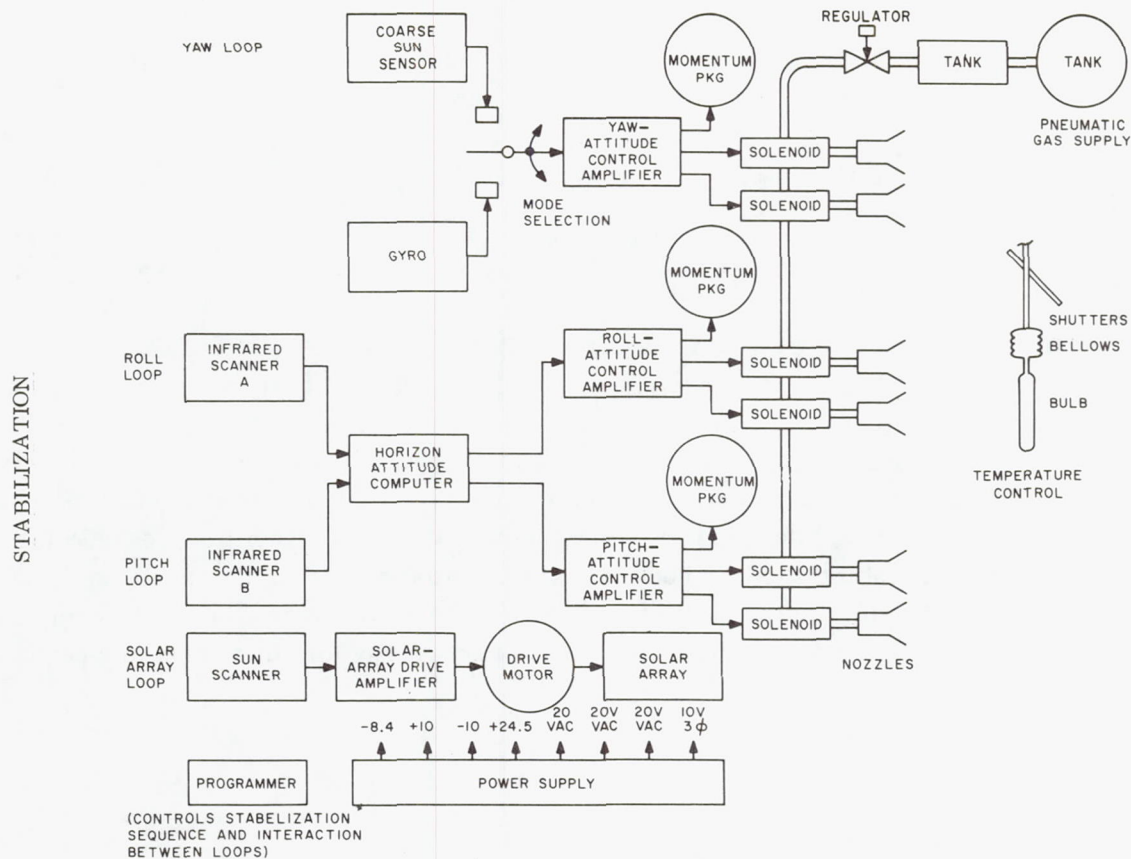 STABILIZATION
YAW LOOP
COARSE
SUN
SENSOR
GYRO
MODE
SELECTION
YAW-
ATTITUDE
CONTROL
AMPLIFIER
MOMENTUM
PKG
SOLENOID
SOLENOID
REGULATOR
TANK
TANK
PNEUMATIC
GAS SUPPLY
ROLL
LOOP
INFRARED
SCANNER
A
HORIZON
ATTITUDE
COMPUTER
ROLL-
ATTITUDE
CONTROL
AMPLIFIER
MOMENTUM
PKG
SOLENOID
SOLENOID
SHUTTERS
BELLOWS
BULB
TEMPERATURE
CONTROL
PITCH
LOOP
INFRARED
SCANNER
B
PITCH-
ATTITUDE
CONTROL
AMPLIFIER
MOMENTUM
PKG
SOLENOID
SOLENOID
NOZZLES
SOLAR
ARRAY
LOOP
SUN
SCANNER
SOLAR-
ARRAY DRIVE
AMPLIFIER
DRIVE
MOTOR
SOLAR
ARRAY
-8.4 +10 -10 +24.5 20 VAC 20V VAC 20V VAC 10V 3ϕ
PROGRAMMER
POWER SUPPLY
(CONTROLS STABELIZATION
SEQUENCE AND INTERACTION
BETWEEN LOOPS)